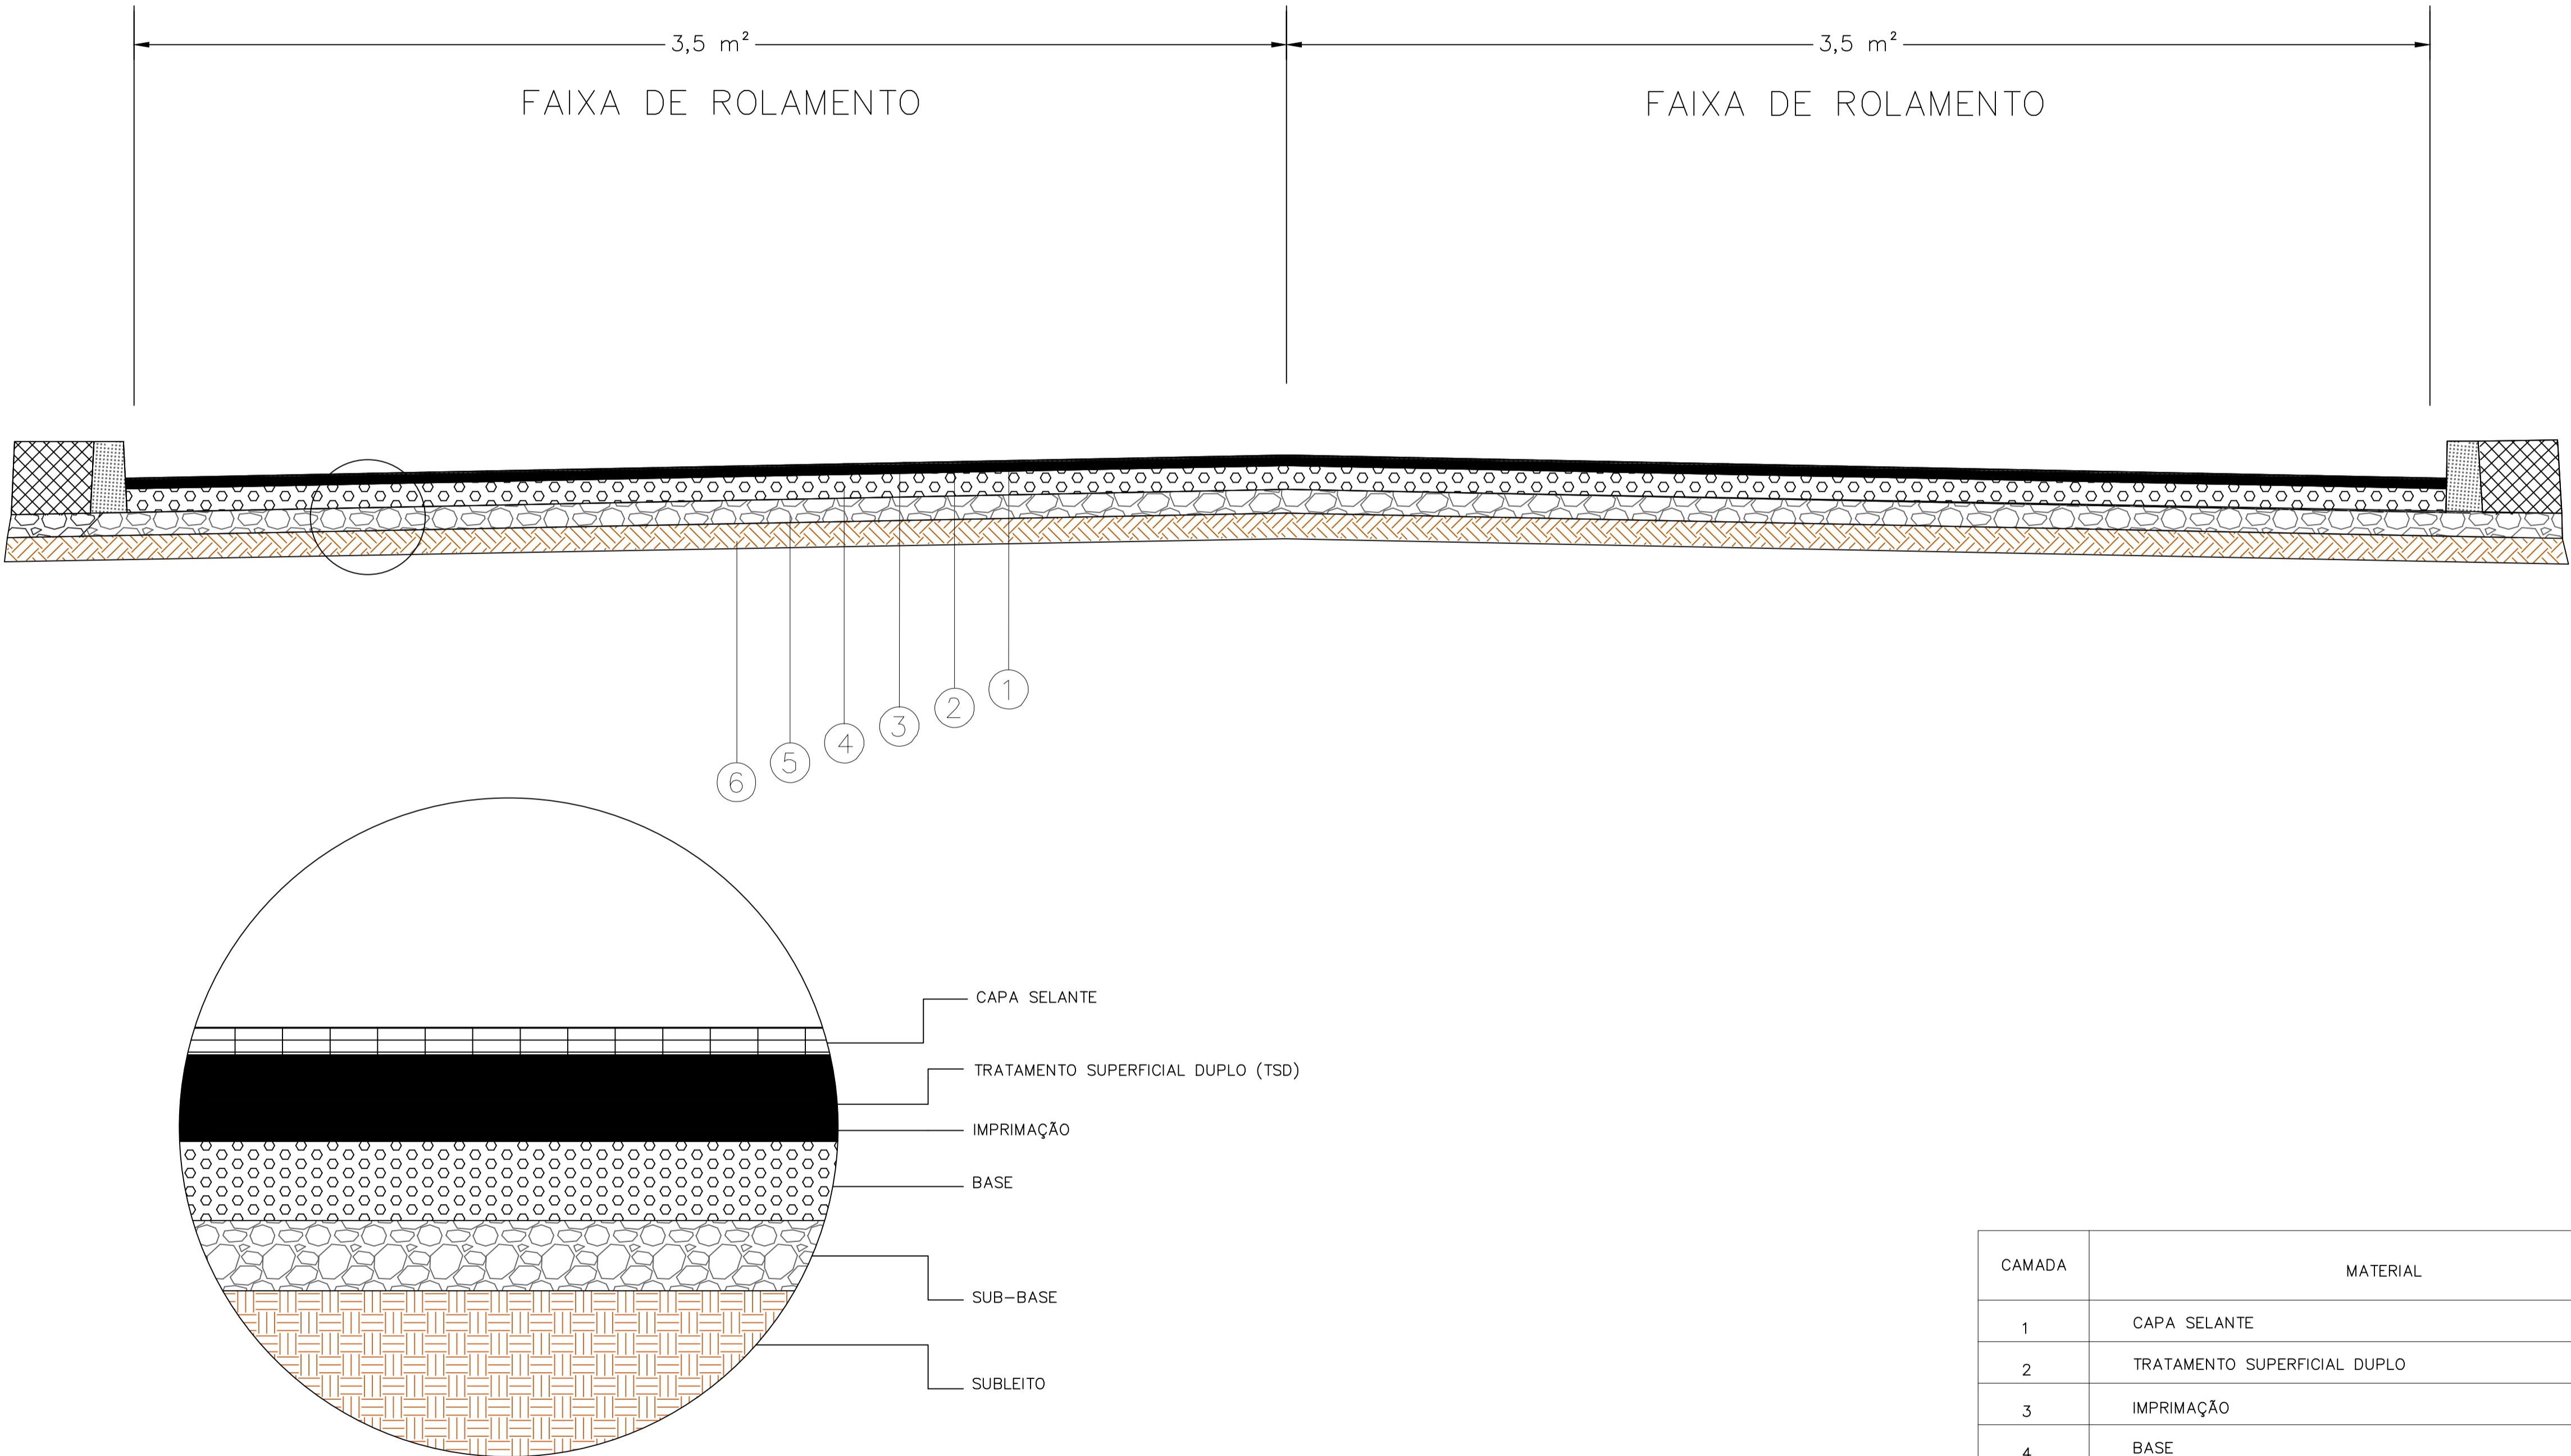 3,5 m² 3,5 m²
FAIXA DE ROLAMENTO FAIXA DE ROLAMENTO
1
2
3
4
5
6
CAPA SELANTE
TRATAMENTO SUPERFICIAL DUPLO (TSD)
IMPRIMAÇÃO
BASE
SUB-BASE
SUBLEITO
CAMADA MATERIAL
1 CAPA SELANTE
2 TRATAMENTO SUPERFICIAL DUPLO
3 IMPRIMAÇÃO
4 BASE